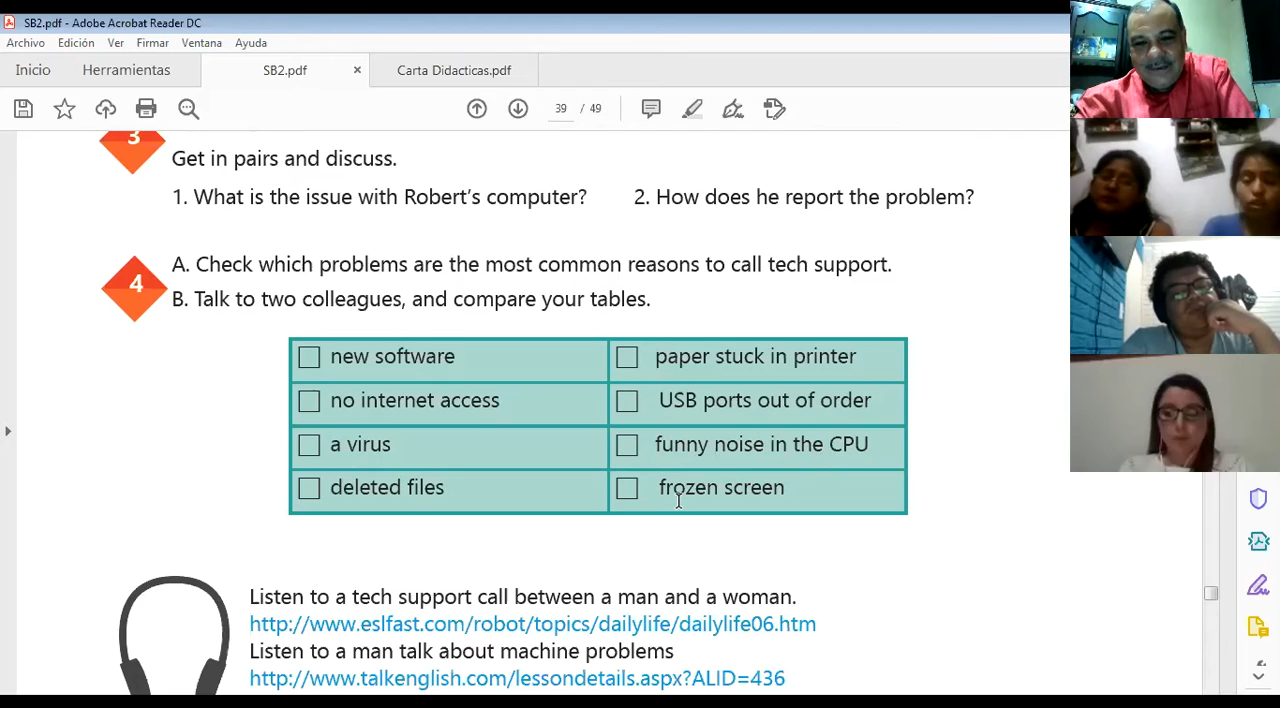 SB2.pdf - Adobe Acrobat Reader DC
Archivo Edición Ver Firmar Ventana Ayuda
Inicio Herramientas SB2.pdf × Carta Didacticas.pdf
39 / 49
3
Get in pairs and discuss.
1. What is the issue with Robert's computer? 2. How does he report the problem?
4
A. Check which problems are the most common reasons to call tech support.
B. Talk to two colleagues, and compare your tables.
new software paper stuck in printer
no internet access USB ports out of order
a virus funny noise in the CPU
deleted files frozen screen
Listen to a tech support call between a man and a woman.
http://www.eslfast.com/robot/topics/dailylife/dailylife06.htm
Listen to a man talk about machine problems
http://www.talkenglish.com/lessondetails.aspx?ALID=436